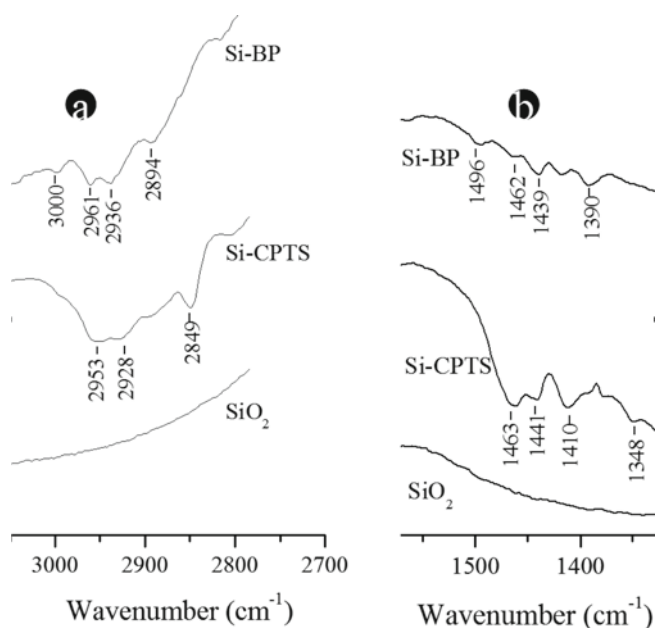 a
Si-BP
3000
2961
2936
2894
Si-CPTS
2953
2928
2849
SiO2
3000 2900 2800 2700
Wavenumber (cm-1)
b
Si-BP
1496
1462
1439
1390
Si-CPTS
1463
1441
1410
1348
SiO2
1500 1400
Wavenumber (cm-1)